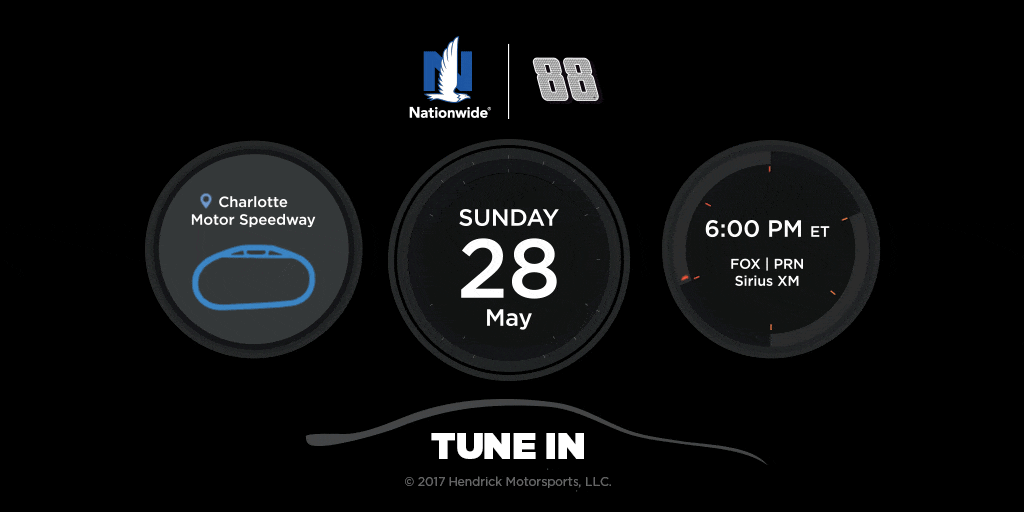 Nationwide®
88
Charlotte
Motor Speedway
SUNDAY
28
May
6:00 PM ET
FOX | PRN
Sirius XM
TUNE IN
© 2017 Hendrick Motorsports, LLC.